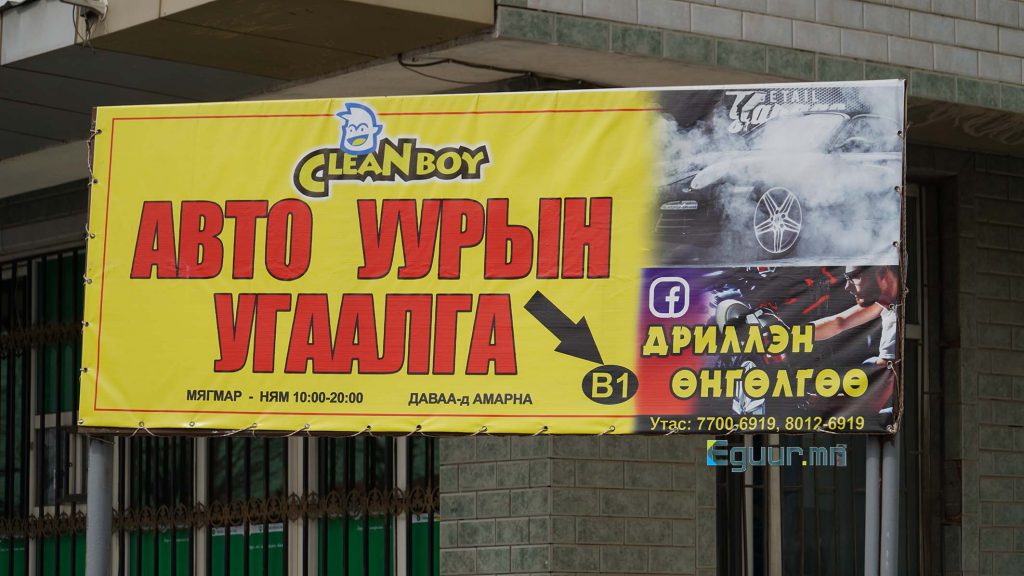 CLEANBOY
АВТО УУРЫН
УГААЛГА
МЯГМАР - НЯМ 10:00-20:00 ДАВАА-д АМАРНА
B1
ДРИЛЛЭН
ӨНГӨЛГӨӨ
Утас: 7700-6919, 8012-6919
Eguur.mn